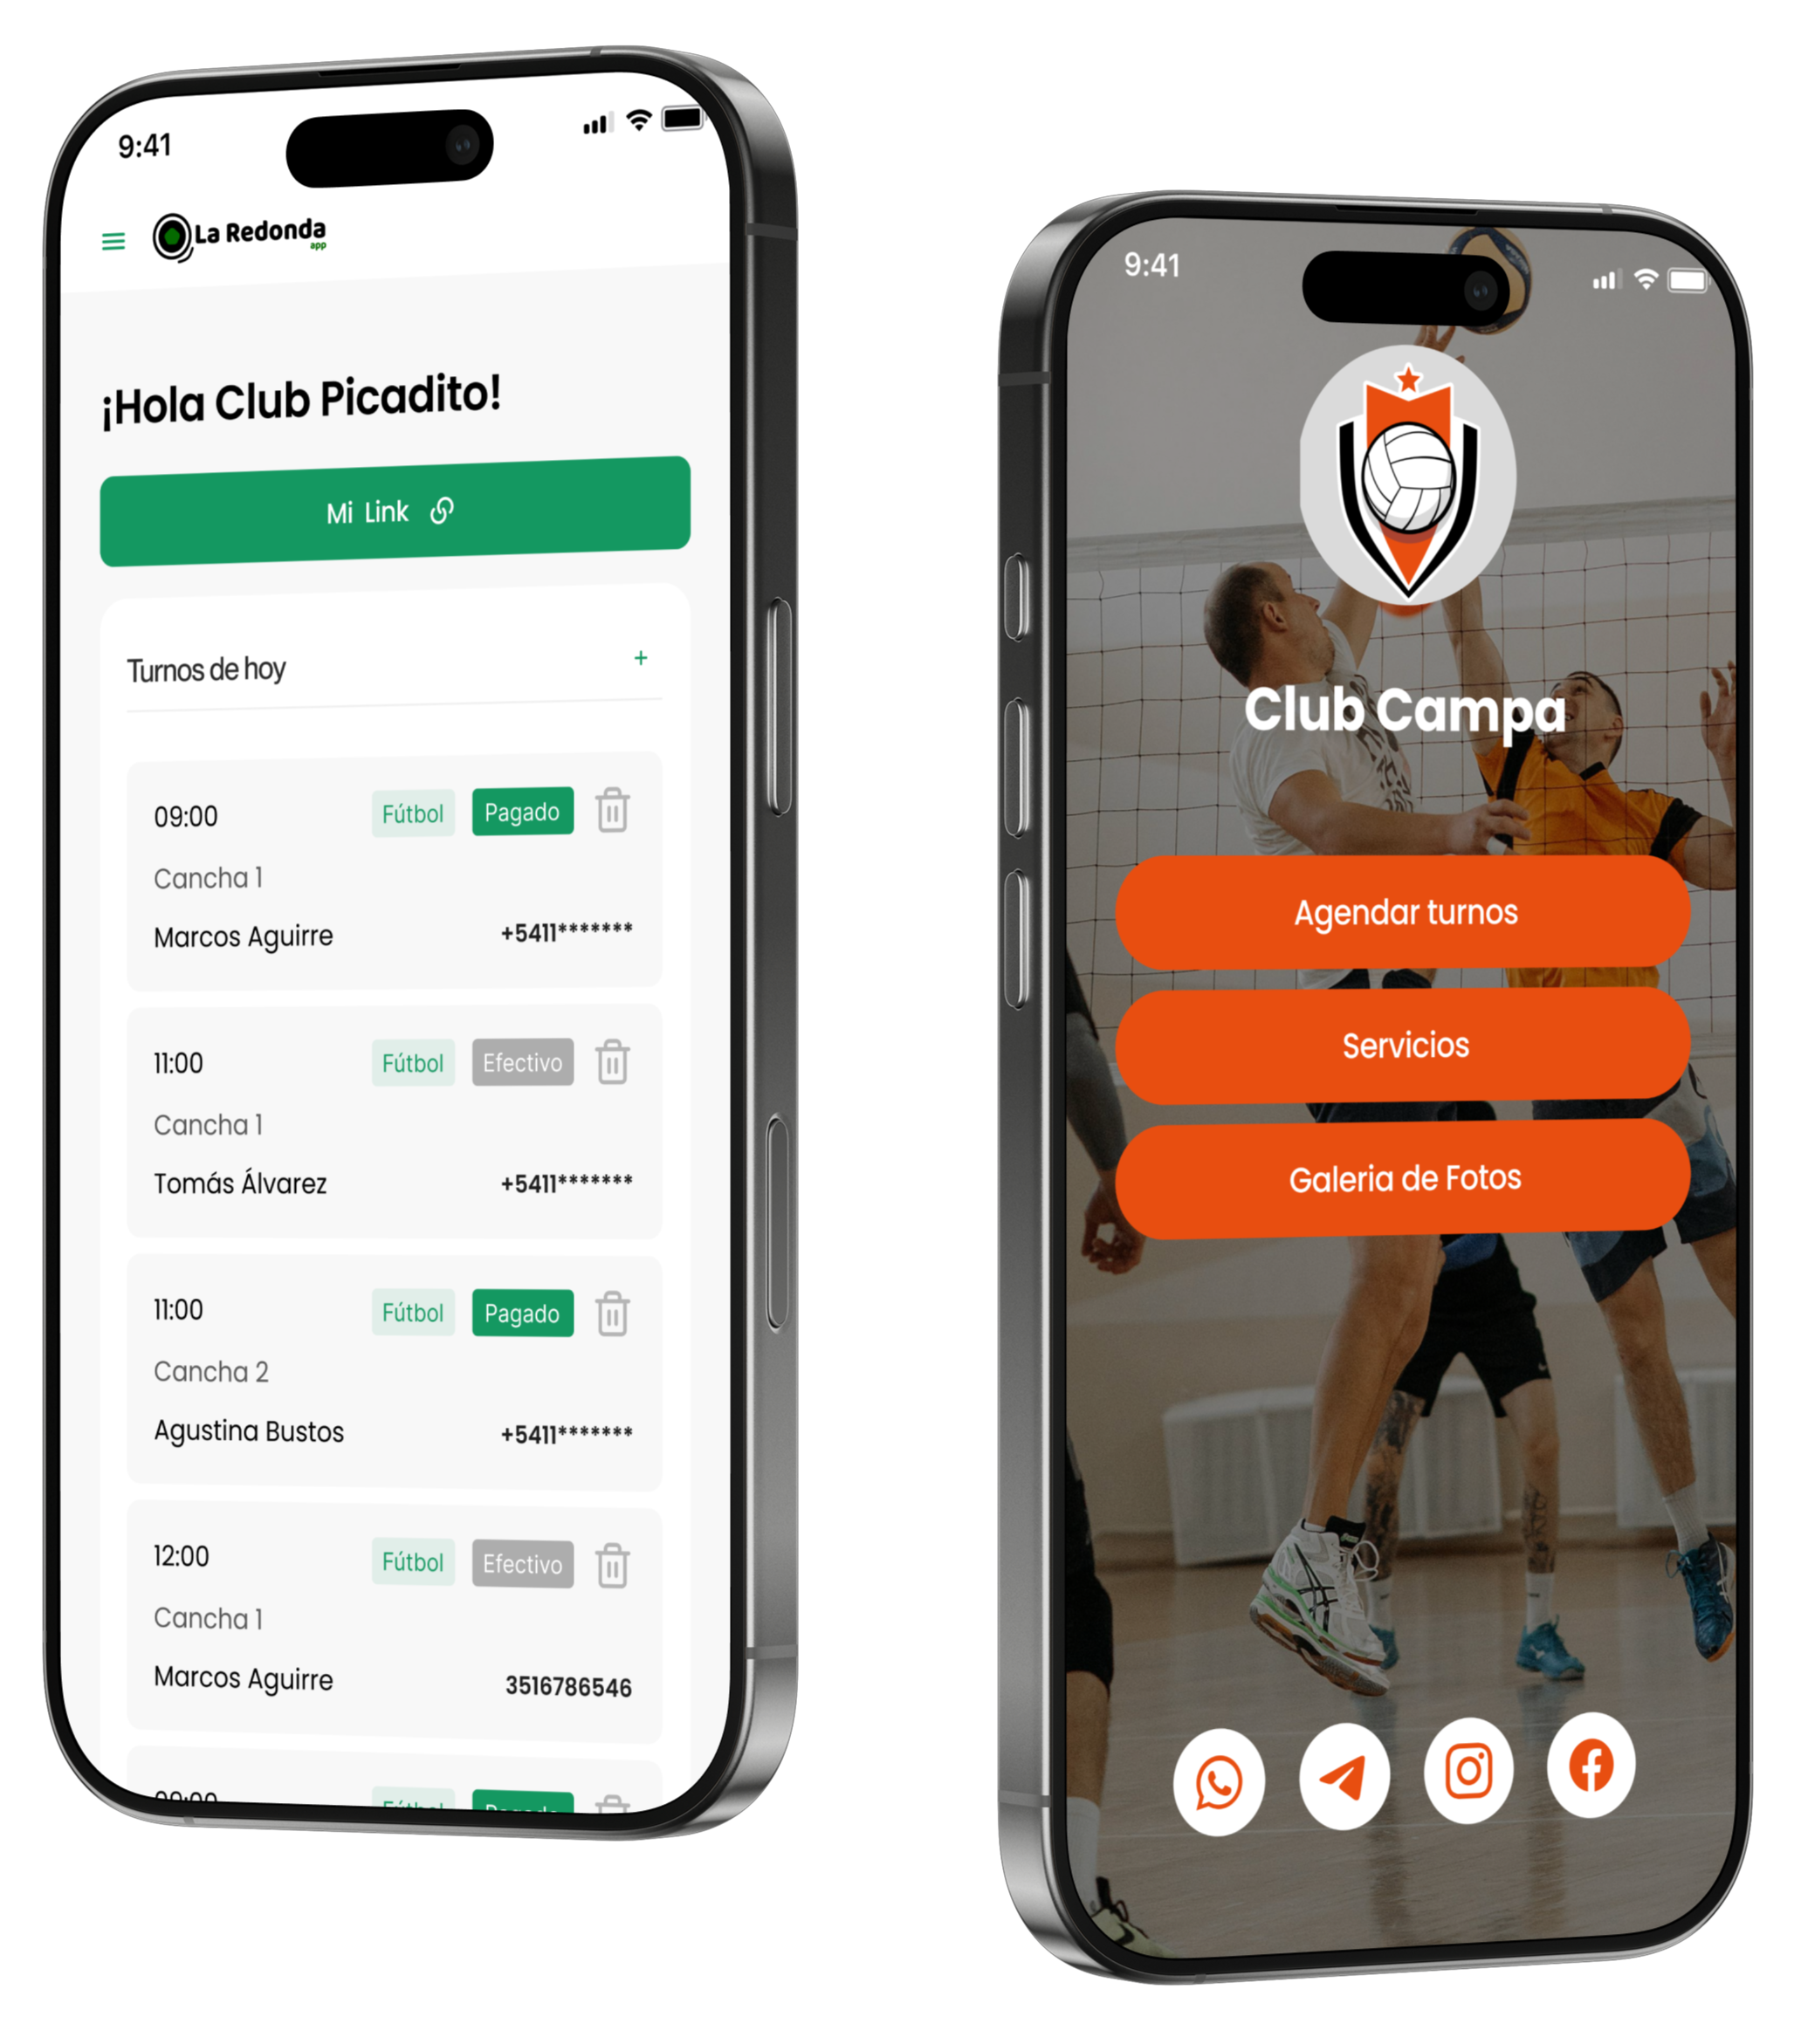 9:41
La Redonda
app
¡Hola Club Picadito!
Mi Link
Turnos de hoy
+
09:00 Fútbol Pagado
Cancha 1
Marcos Aguirre +5411*******
11:00 Fútbol Efectivo
Cancha 1
Tomás Álvarez +5411*******
11:00 Fútbol Pagado
Cancha 2
Agustina Bustos +5411*******
12:00 Fútbol Efectivo
Cancha 1
Marcos Aguirre 3516786546
Fútbol Pagado
9:41
Club Campa
Agendar turnos
Servicios
Galeria de Fotos